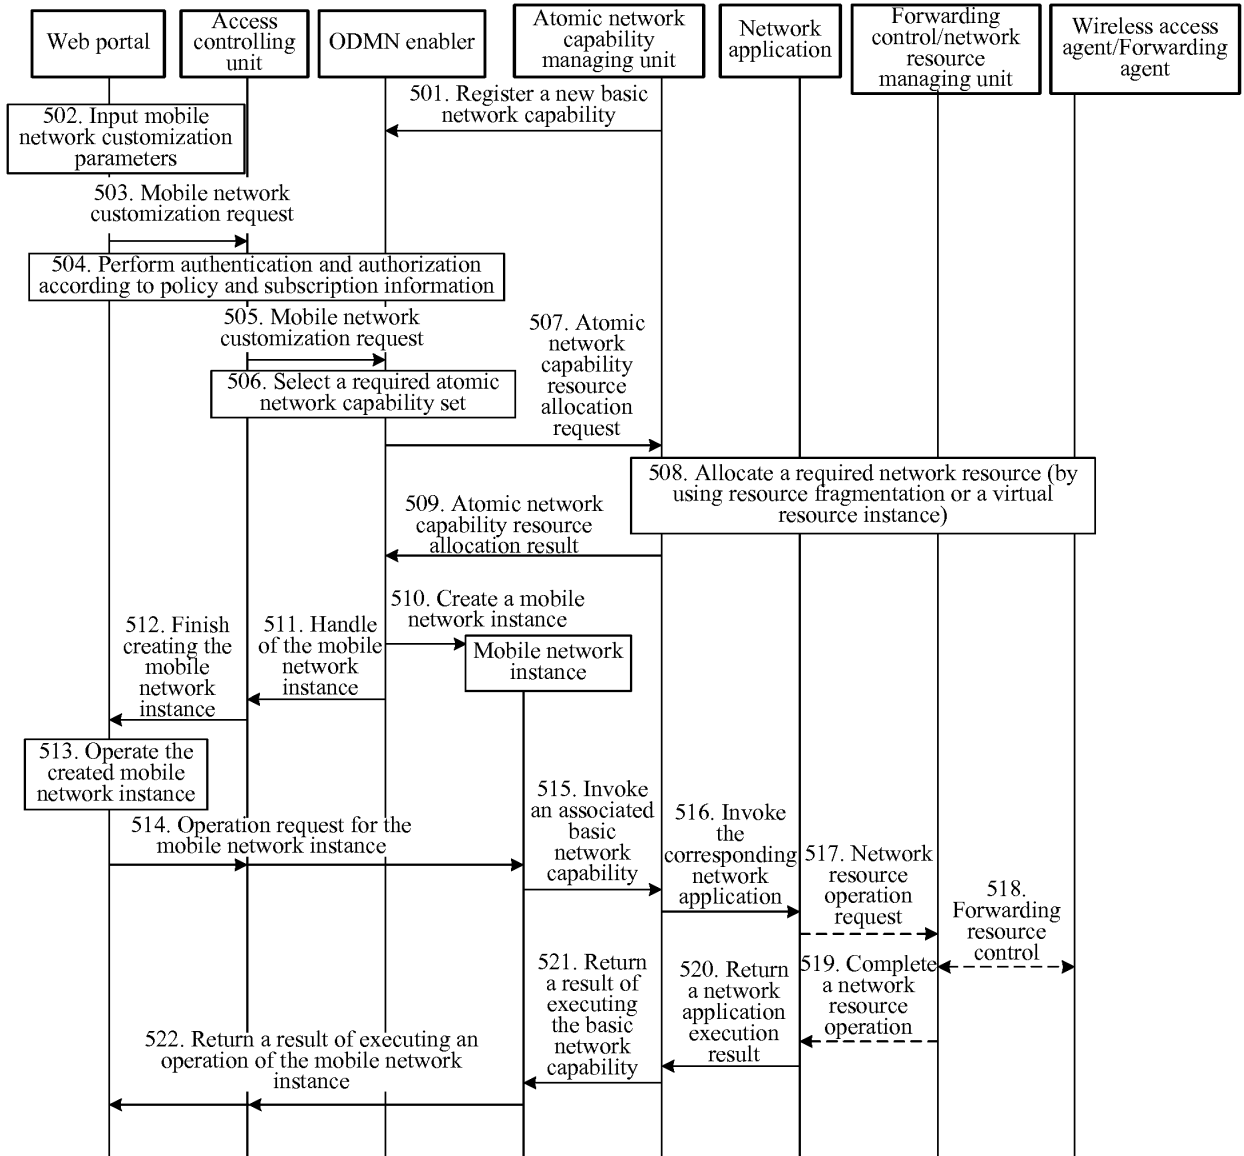 Web portal
Access
controlling
unit
ODMN enabler
Atomic network
capability
managing unit
Network
application
Forwarding
control/network
resource
managing unit
Wireless access
agent/Forwarding
agent
501. Register a new basic
network capability
502. Input mobile
network customization
parameters
503. Mobile network
customization request
504. Perform authentication and authorization
according to policy and subscription information
505. Mobile network
customization request
506. Select a required atomic
network capability set
507. Atomic
network
capability
resource
allocation
request
508. Allocate a required network resource (by
using resource fragmentation or a virtual
resource instance)
509. Atomic network
capability resource
allocation result
510. Create a mobile
network instance
Mobile network
instance
511. Handle
of the mobile
network
instance
512. Finish
creating the
mobile
network
instance
513. Operate the
created mobile
network instance
514. Operation request for the
mobile network instance
515. Invoke
an associated
basic
network
capability
516. Invoke
the
corresponding
network
application
517. Network
resource
operation
request
518.
Forwarding
resource
control
519. Complete
a network
resource
operation
520. Return
a network
application
execution
result
521. Return
a result of
executing
the basic
network
capability
522. Return a result of executing an
operation of the mobile network
instance